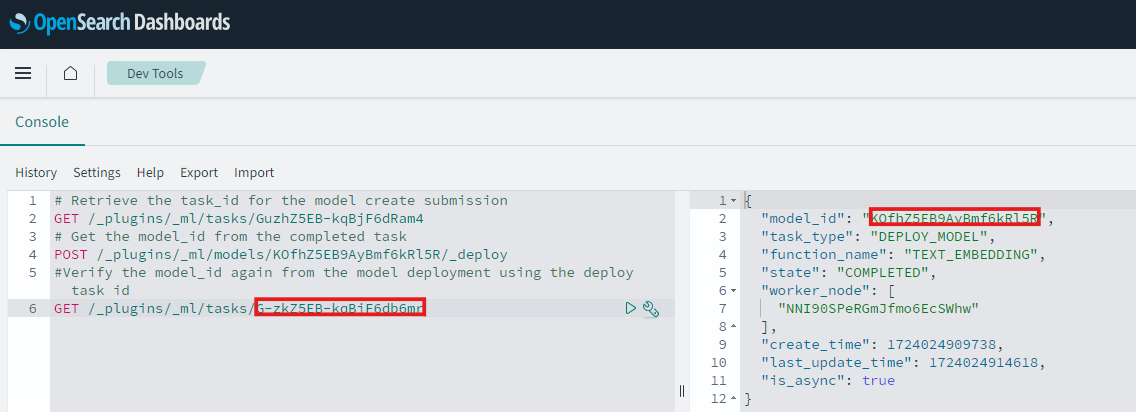 OpenSearch Dashboards
Dev Tools
Console
History Settings Help Export Import
1 # Retrieve the task_id for the model create submission
2 GET /_plugins/_ml/tasks/GuzhZ5EB-kqBjF6dRam4
3 # Get the model_id from the completed task
4 POST /_plugins/_ml/models/KOfhZ5EB9AyBmf6kRl5R/_deploy
5 #Verify the model_id again from the model deployment using the deploy
task id
6 GET /_plugins/_ml/tasks/G-zkZ5EB-kqBjF6db6mr
1 {
2 "model_id": "KOfhZ5EB9AyBmf6kRl5R",
3 "task_type": "DEPLOY_MODEL",
4 "function_name": "TEXT_EMBEDDING",
5 "state": "COMPLETED",
6 "worker_node": [
7 "NNI90SPeRGmJfmo6EcSWhw"
8 ],
9 "create_time": 1724024909738,
10 "last_update_time": 1724024914618,
11 "is_async": true
12 }